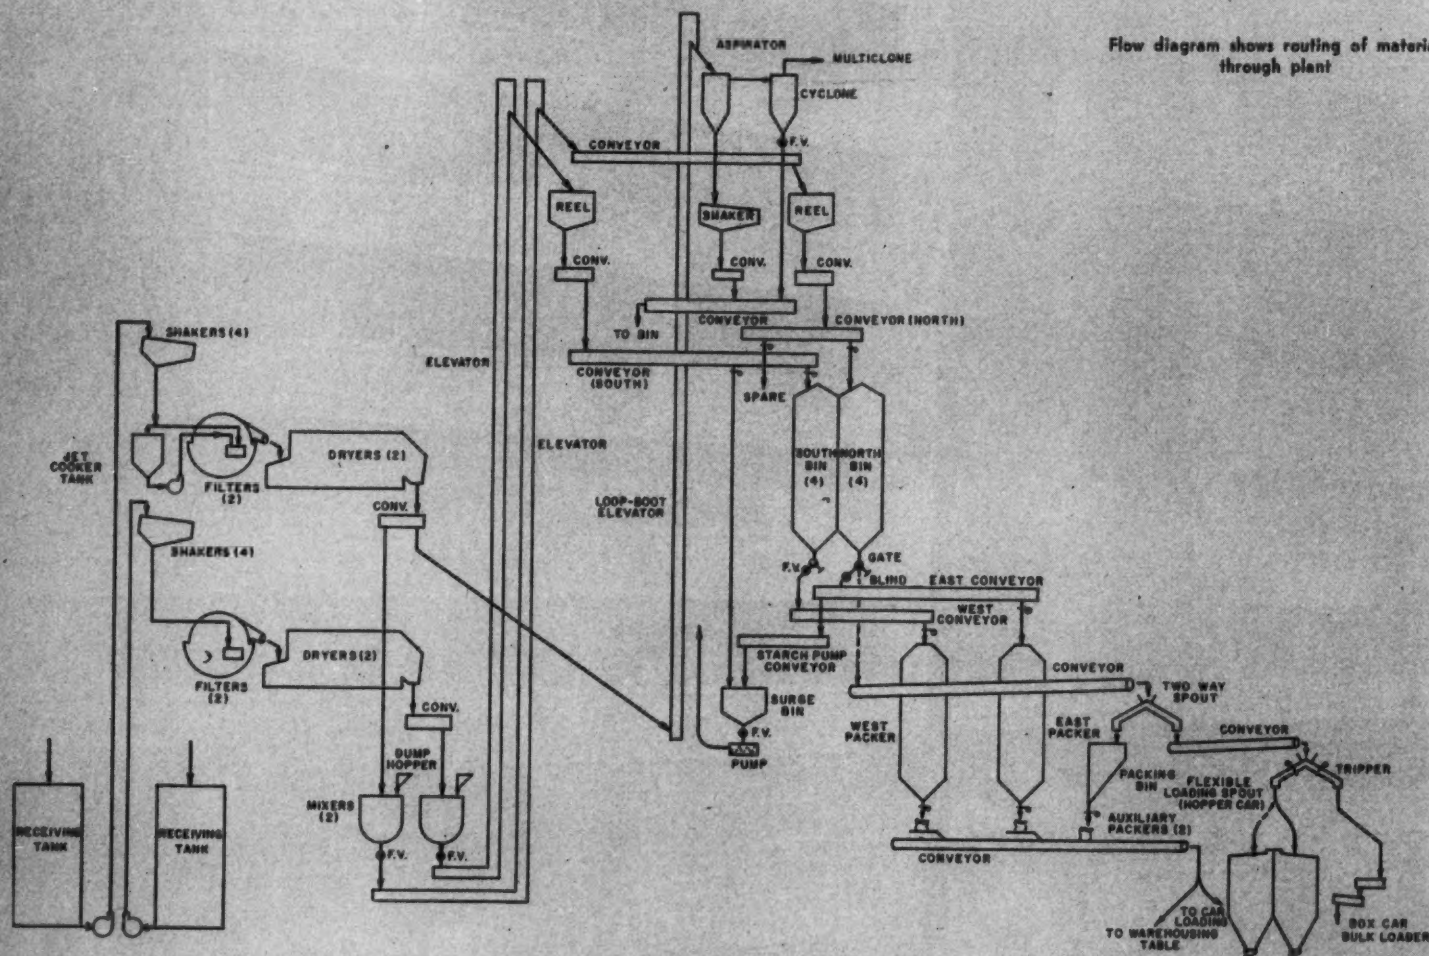 Flow diagram shows routing of materia
through plant
ASPIRATOR
MULTICLONE
CYCLONE
F.V.
CONVEYOR
REEL
SHAKER
REEL
CONV.
CONV.
CONV.
TO BIN
CONVEYOR
CONVEYOR (NORTH)
CONVEYOR
(SOUTH)
SPARE
SHAKERS (4)
ELEVATOR
ELEVATOR
LOOP-BOOT
ELEVATOR
JET
COOKER
TANK
FILTERS
(2)
DRYERS (2)
CONV.
SHAKERS (4)
FILTERS
(2)
DRYERS (2)
CONV.
DUMP
HOPPER
MIXERS
(2)
F.V.
F.V.
RECEIVING
TANK
RECEIVING
TANK
SOUTH
BIN
(4)
NORTH
BIN
(4)
F.V.
GATE
BLIND
EAST CONVEYOR
WEST
CONVEYOR
STARCH PUMP
CONVEYOR
SURGE
BIN
F.V.
PUMP
CONVEYOR
TWO WAY
SPOUT
WEST
PACKER
EAST
PACKER
PACKING
BIN
CONVEYOR
TRIPPER
FLEXIBLE
LOADING SPOUT
(HOPPER CAR)
AUXILIARY
PACKERS (2)
CONVEYOR
TO CAR
LOADING
TO WAREHOUSING
TABLE
BOX CAR
BULK LOADER